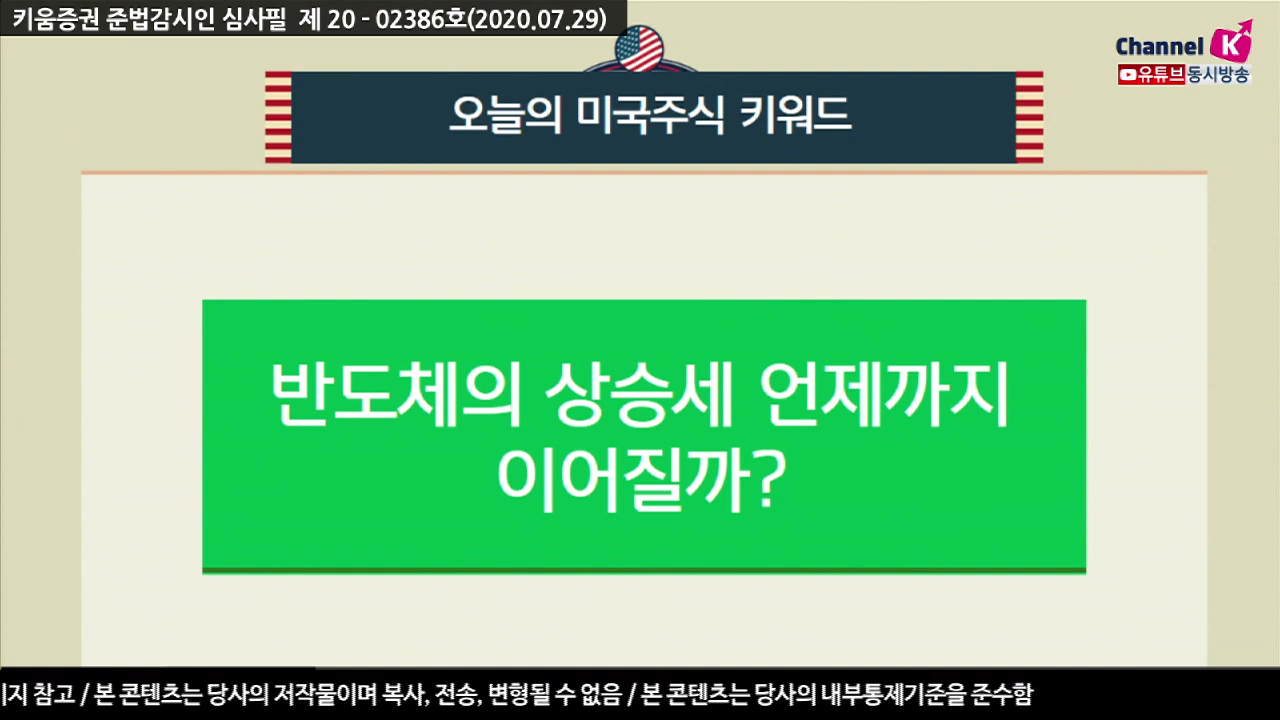 키움증권 준법감시인 심사필 제 20 - 02386호(2020.07.29)
Channel K
유튜브동시방송
오늘의 미국주식 키워드
반도체의 상승세 언제까지
이어질까?
지 참고 / 본 콘텐츠는 당사의 저작물이며 복사, 전송, 변형될 수 없음 / 본 콘텐츠는 당사의 내부통제기준을 준수함